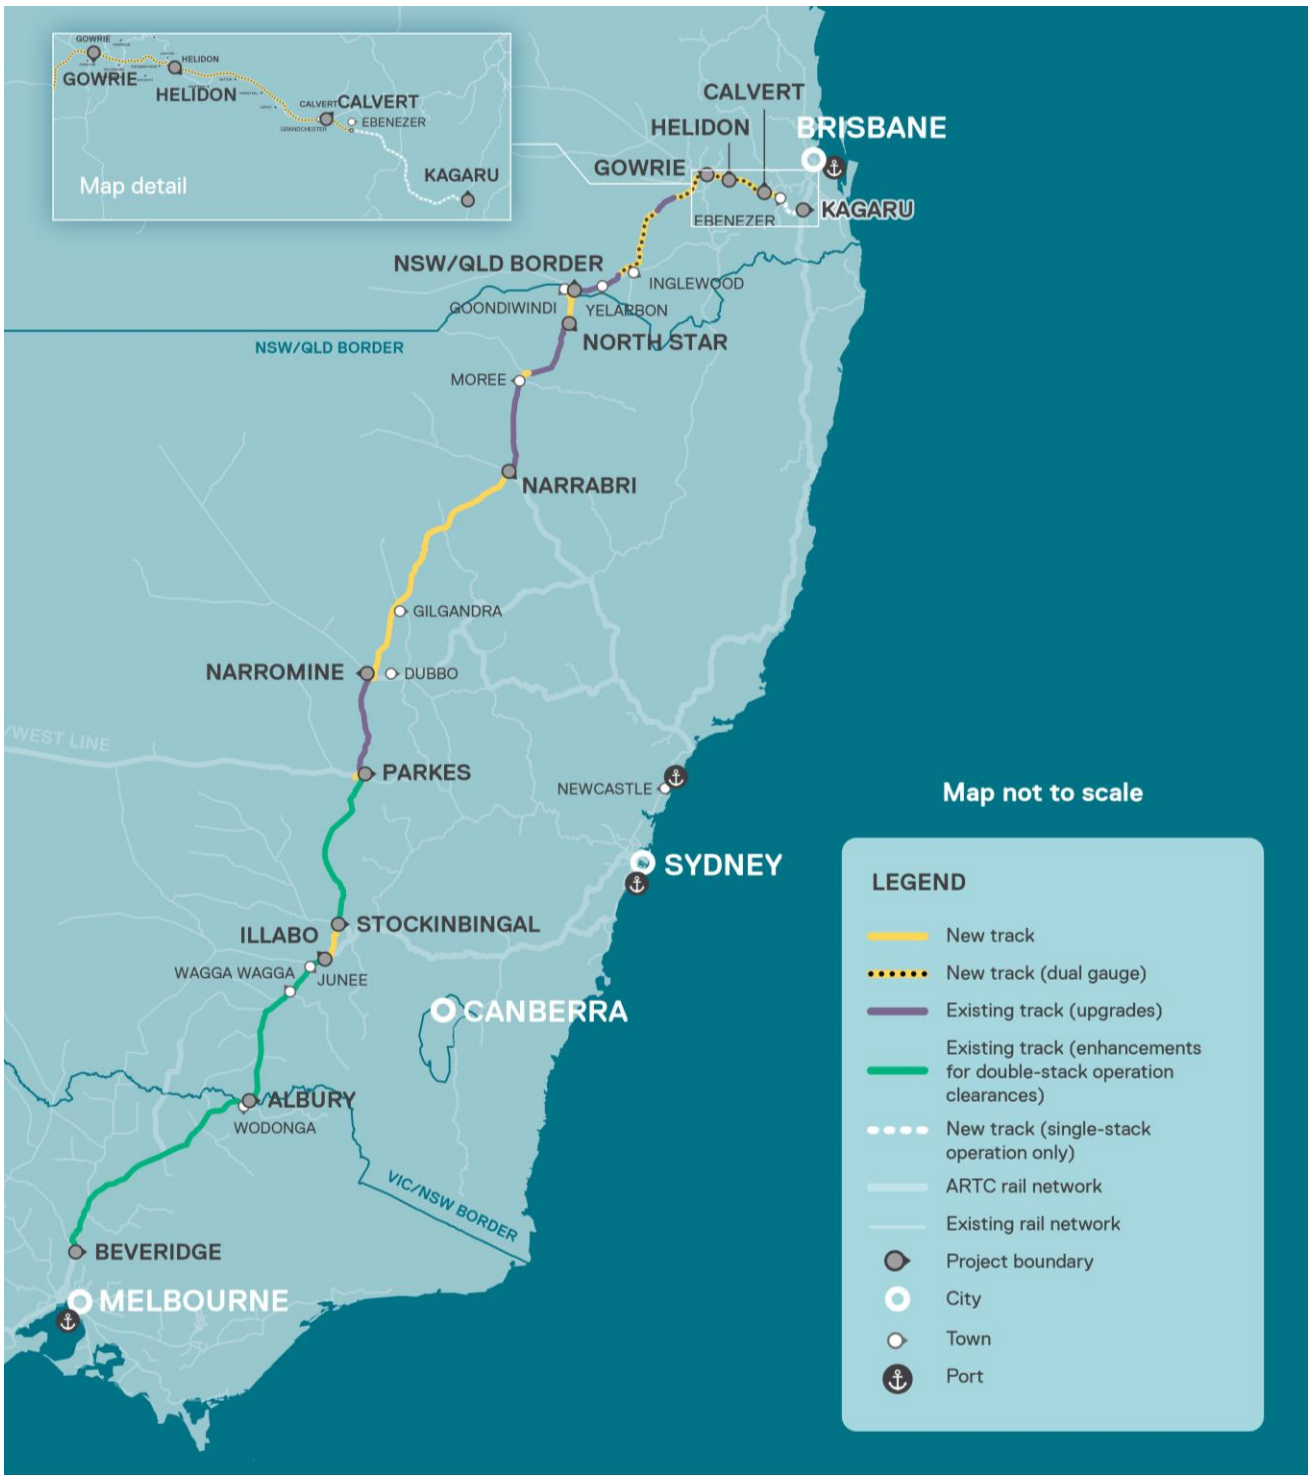 GOWRIE
GOWRIE
HELIDON
HELIDON
CALVERT
CALVERT
GRANDCHESTER
EBENEZER
KAGARU
Map detail
CALVERT
HELIDON
BRISBANE
GOWRIE
EBENEZER
KAGARU
NSW/QLD BORDER
INGLEWOOD
GOONDIWINDI
YELARBON
NORTH STAR
NSW/QLD BORDER
MOREE
NARRABRI
GILGANDRA
NARROMINE
DUBBO
/WEST LINE
PARKES
NEWCASTLE
SYDNEY
STOCKINBINGAL
ILLABO
WAGGA WAGGA
JUNEE
CANBERRA
ALBURY
WODONGA
VIC/NSW BORDER
BEVERIDGE
MELBOURNE
Map not to scale
LEGEND
New track
New track (dual gauge)
Existing track (upgrades)
Existing track (enhancements
for double-stack operation
clearances)
New track (single-stack
operation only)
ARTC rail network
Existing rail network
Project boundary
City
Town
Port